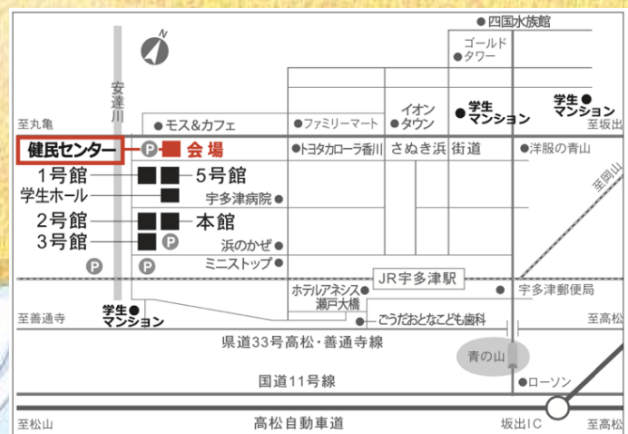 N
四国水族館
ゴールド
タワー
安達川
至丸亀
モス&カフェ
ファミリーマート
イオン
タウン
学生
マンション
学生
マンション
至坂出
健民センター
P
会場
トヨタカローラ香川
さぬき浜街道
洋服の青山
1号館
5号館
学生ホール
宇多津病院
至岡山
2号館
本館
3号館
P
浜のかぜ
P
P
ミニストップ
JR宇多津駅
ホテルアネシス
瀬戸大橋
宇多津郵便局
学生
マンション
至善通寺
ごうだおとなこども歯科
至高松
県道33号高松・善通寺線
青の山
国道11号線
ローソン
至松山
高松自動車道
坂出IC
至高松